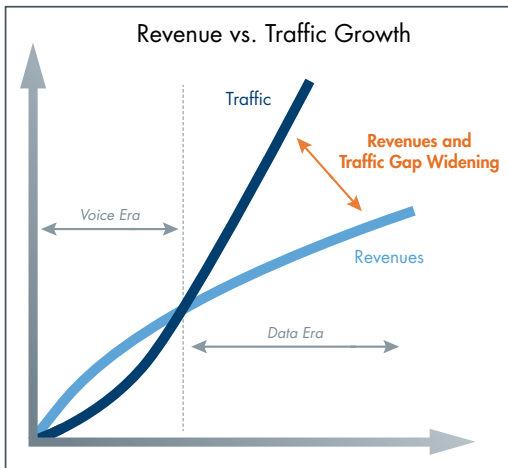 Revenue vs. Traffic Growth
Traffic
Revenues and
Traffic Gap Widening
Voice Era
Revenues
Data Era